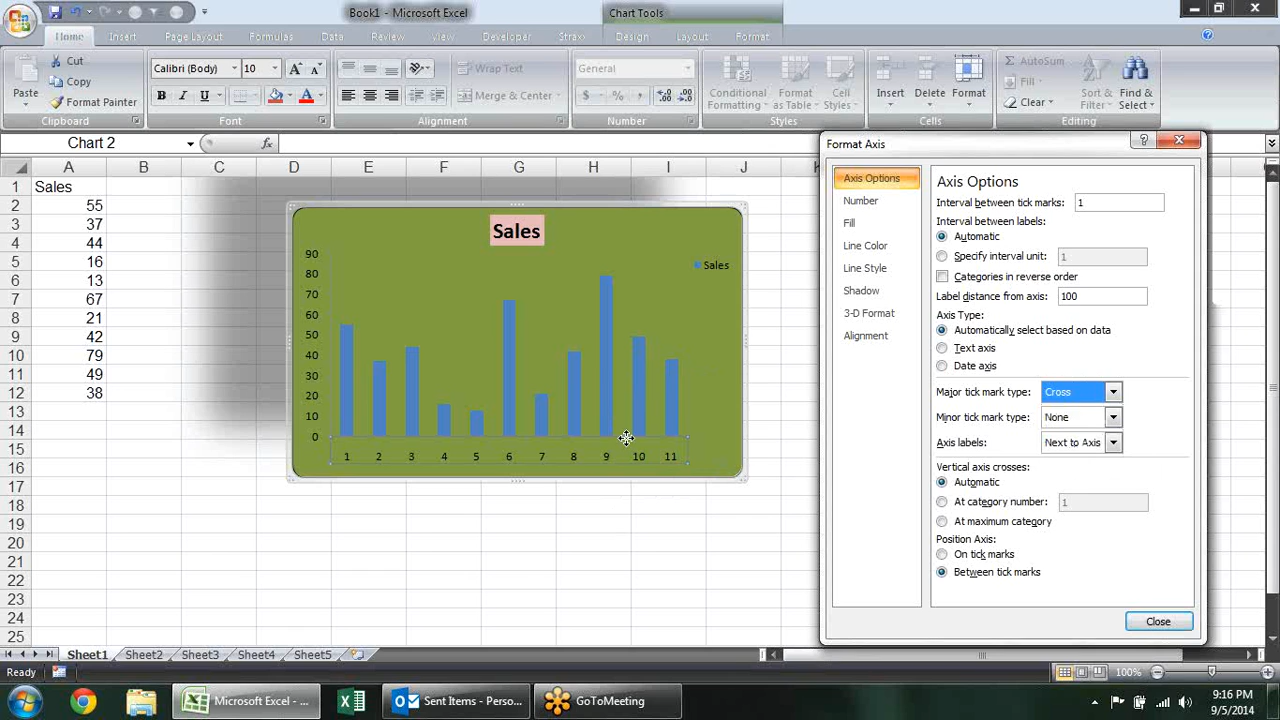 Book1 - Microsoft Excel
Chart Tools
Home Insert Page Layout Formulas Data Review View Developer Design Layout Format
Cut
Calibri (Body) 10 A A
Wrap Text
General
AutoSum
Copy
Fill
Paste
Format Painter
B I U A
Merge & Center
$ % ,
Conditional Formatting
Format as Table
Cell Styles
Insert Delete Format
Clear
Sort & Filter
Find & Select
Clipboard Font Alignment Number Styles Cells Editing
Chart 2 fx
A B C D E F G H I J
1 Sales
2 55
3 37
4 44
5 16
6 13
7 67
8 21
9 42
10 79
11 49
12 38
13
14
15
16
17
18
19
20
21
22
23
24
25
Sales
Sales
90
80
70
60
50
40
30
20
10
0
1 2 3 4 5 6 7 8 9 10 11
Format Axis
?
Axis Options
Number
Fill
Line Color
Line Style
Shadow
3-D Format
Alignment
Axis Options
Interval between tick marks: 1
Interval between labels:
Automatic
Specify interval unit: 1
Categories in reverse order
Label distance from axis: 100
Axis Type:
Automatically select based on data
Text axis
Date axis
Major tick mark type: Cross
Minor tick mark type: None
Axis labels: Next to Axis
Vertical axis crosses:
Automatic
At category number: 1
At maximum category
Position Axis:
On tick marks
Between tick marks
Close
Sheet1 Sheet2 Sheet3 Sheet4 Sheet5
Ready
100%
Microsoft Excel - ...
Sent Items - Perso...
GoToMeeting
9:16 PM
9/5/2014